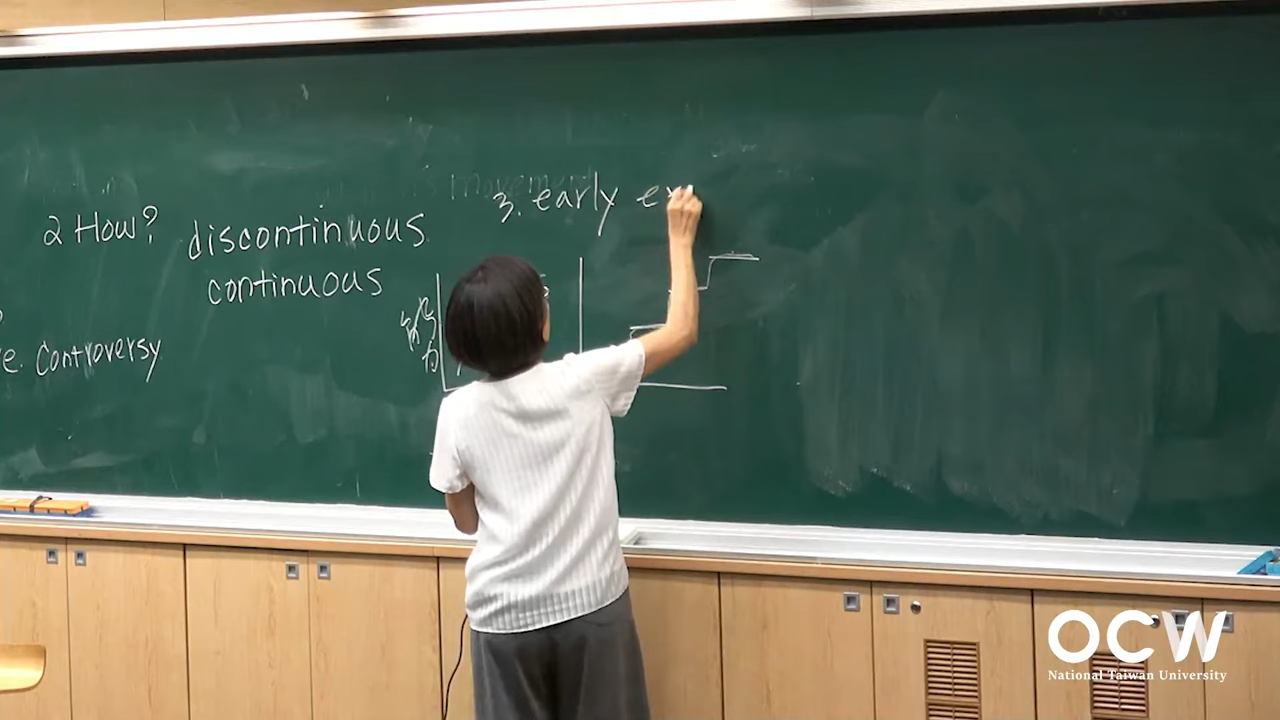 2 How?
discontinuous
continuous
e. Controversy
能力
3. early ex
OCW
National Taiwan University